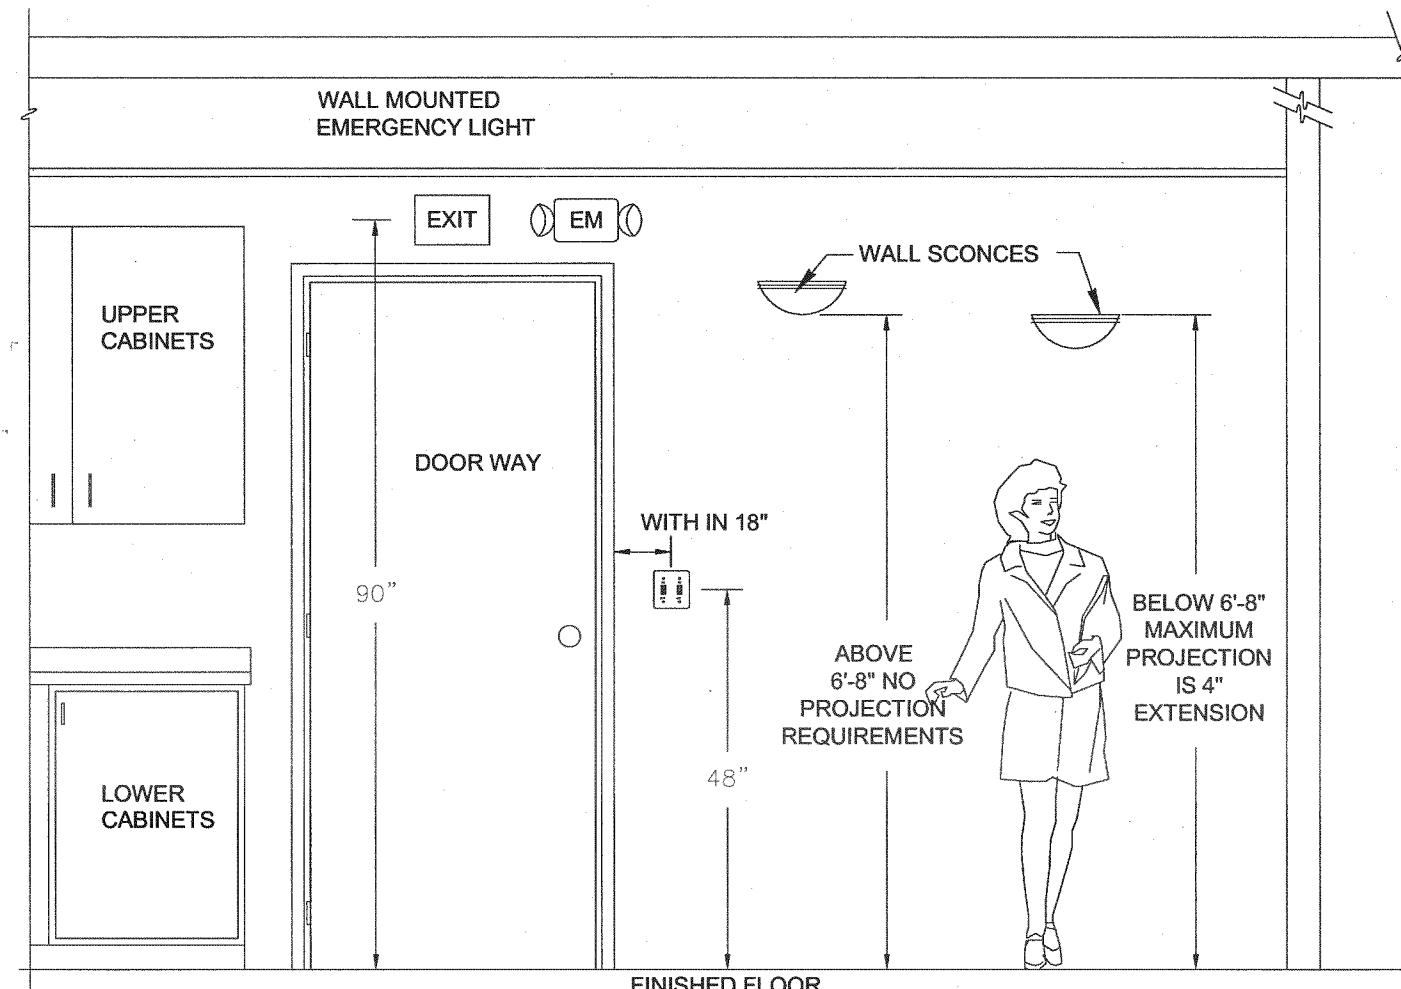 WALL MOUNTED
EMERGENCY LIGHT
EXIT
EM
WALL SCONCES
UPPER
CABINETS
DOOR WAY
WITH IN 18"
90"
BELOW 6'-8"
MAXIMUM
PROJECTION
IS 4"
EXTENSION
ABOVE
6'-8" NO
PROJECTION
REQUIREMENTS
48"
LOWER
CABINETS
FINISHED FLOOR